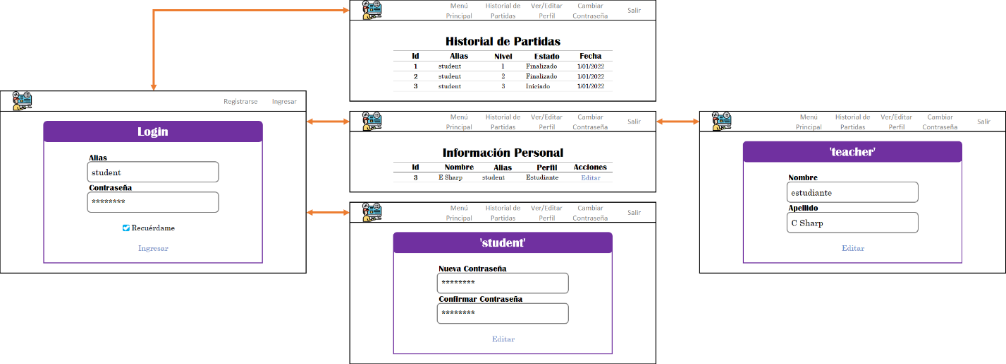 Menú Principal Historial de Partidas Ver/Editar Perfil Cambiar Contraseña Salir
Historial de Partidas
Id Alias Nivel Estado Fecha
1 student 1 Finalizado 1/01/2022
2 student 2 Finalizado 1/01/2022
3 student 3 Iniciado 1/01/2022
Registrarse Ingresar
Login
Alias
student
Contraseña
********
Recuérdame
Ingresar
Menú Principal Historial de Partidas Ver/Editar Perfil Cambiar Contraseña Salir
Información Personal
Id Nombre Alias Perfil Acciones
3 E Sharp student Estudiante Editar
Menú Principal Historial de Partidas Ver/Editar Perfil Cambiar Contraseña Salir
'student'
Nueva Contraseña
********
Confirmar Contraseña
********
Editar
Menú Principal Historial de Partidas Ver/Editar Perfil Cambiar Contraseña Salir
'teacher'
Nombre
estudiante
Apellido
C Sharp
Editar